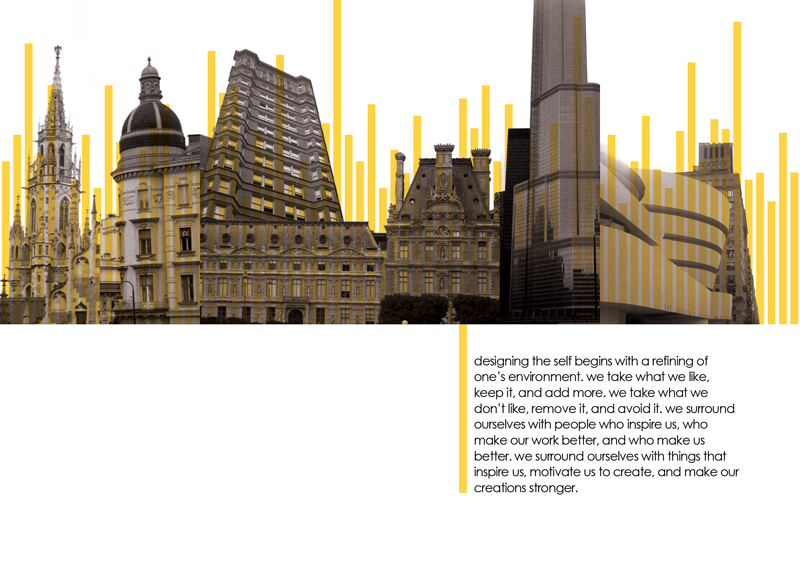 designing the self begins with a refining of
one's environment. we take what we like,
keep it, and add more. we take what we
don't like, remove it, and avoid it. we surround
ourselves with people who inspire us, who
make our work better, and who make us
better. we surround ourselves with things that
inspire us, motivate us to create, and make our
creations stronger.